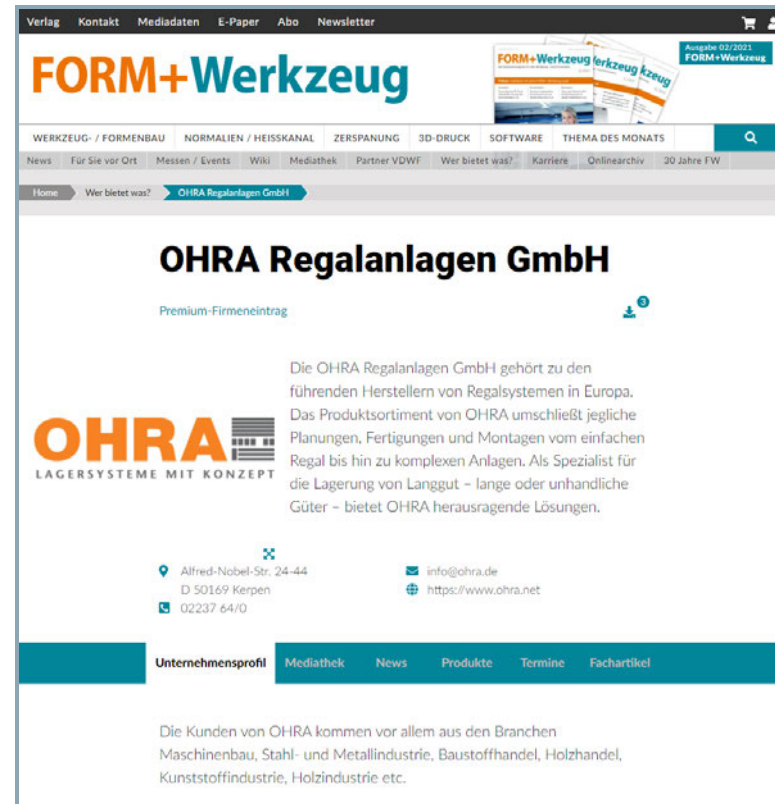 Verlag Kontakt Mediadaten E-Paper Abo Newsletter
FORM+Werkzeug
FORM+Werkzeug
Ausgabe 02/2021
FORM+Werkzeug
WERKZEUG- / FORMENBAU NORMALIEN / HEISSKANAL ZERSPANUNG 3D-DRUCK SOFTWARE THEMA DES MONATS
News Für Sie vor Ort Messen / Events Wiki Mediathek Partner VDWF Wer bietet was? Karriere Onlinearchiv 30 Jahre FW
Home Wer bietet was? OHRA Regalanlagen GmbH
OHRA Regalanlagen GmbH
Premium-Firmeneintrag
3
OHRA
LAGERSYSTEME MIT KONZEPT
Die OHRA Regalanlagen GmbH gehört zu den
führenden Herstellern von Regalsystemen in Europa.
Das Produktsortiment von OHRA umschließt jegliche
Planungen, Fertigungen und Montagen vom einfachen
Regal bis hin zu komplexen Anlagen. Als Spezialist für
die Lagerung von Langgut – lange oder unhandliche
Güter – bietet OHRA herausragende Lösungen.
Alfred-Nobel-Str. 24-44
D 50169 Kerpen
02237 64/0
info@ohra.de
https://www.ohra.net
Unternehmensprofil Mediathek News Produkte Termine Fachartikel
Die Kunden von OHRA kommen vor allem aus den Branchen
Maschinenbau, Stahl- und Metallindustrie, Baustoffhandel, Holzhandel,
Kunststoffindustrie, Holzindustrie etc.